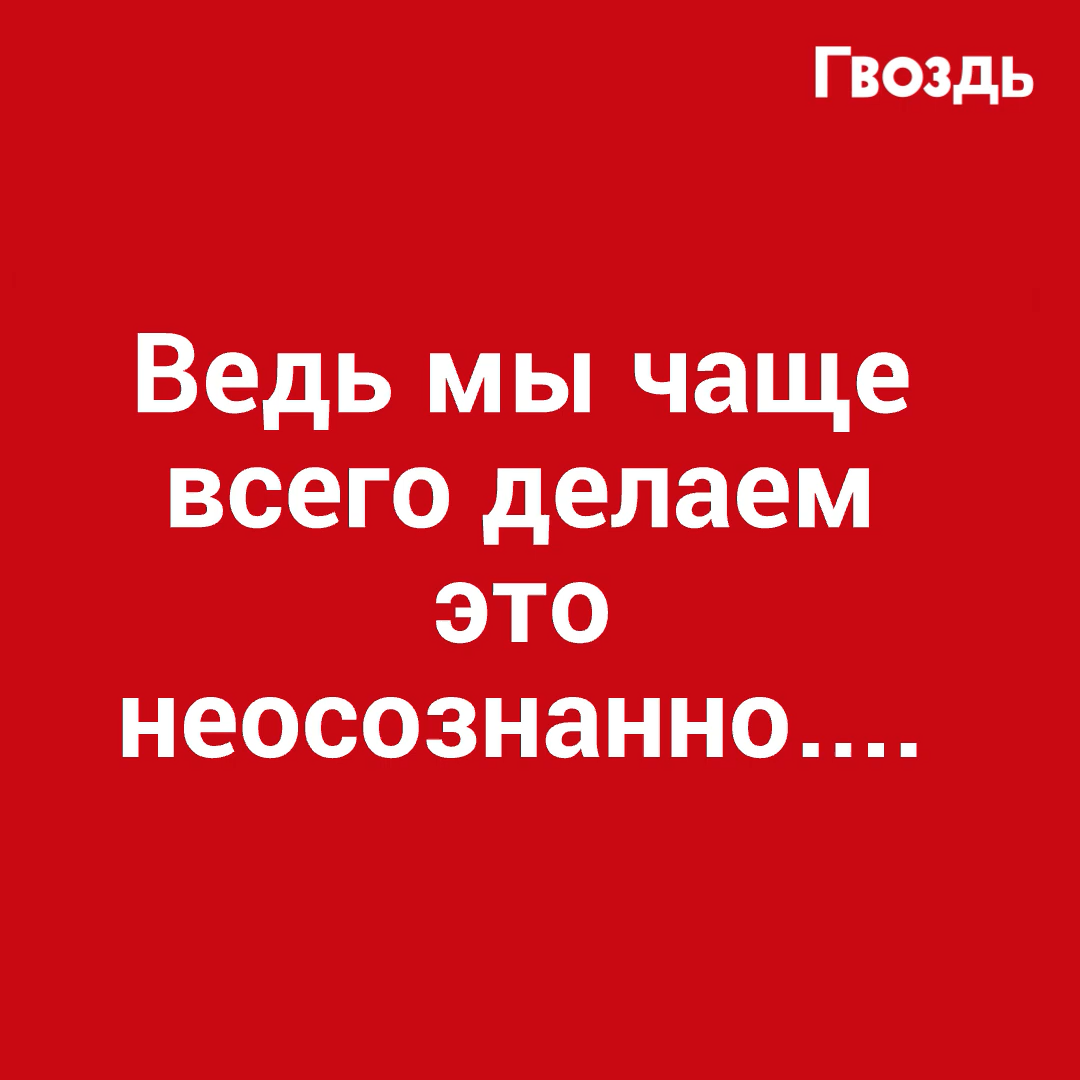 Гвоздь
Ведь мы чаще
всего делаем
это
неосознанно....